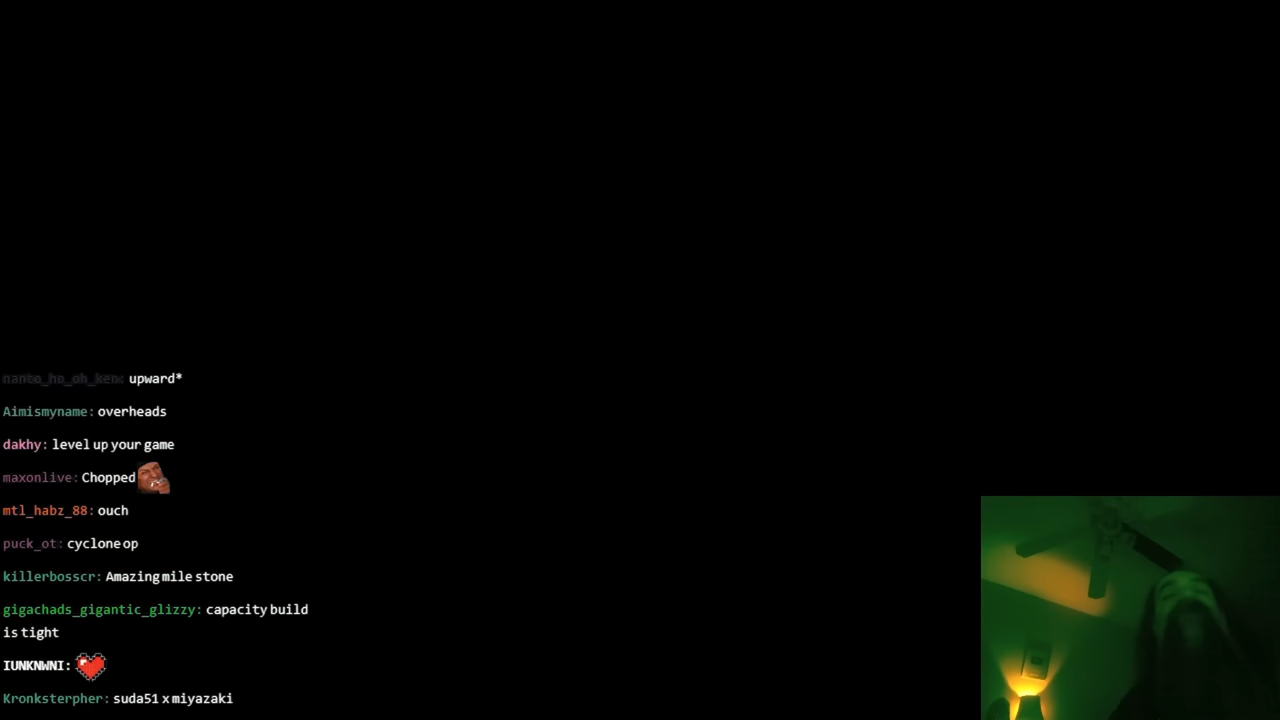 nanto_ho_oh_ken: upward*
Aimismyname: overheads
dakhy: level up your game
maxonlive: Chopped
mtl_habz_88: ouch
puck_ot: cyclone op
killerbosscr: Amazing mile stone
gigachads_gigantic_glizzy: capacity build
is tight
IUNKNWNI:
Kronksterpher: suda51 x miyazaki